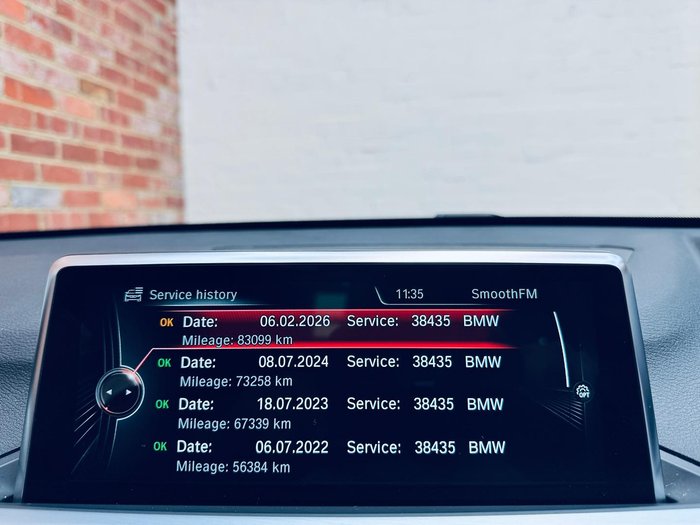 Service history 11:35 SmoothFM
OK Date: 06.02.2026 Service: 38435 BMW
Mileage: 83099 km
OK Date: 08.07.2024 Service: 38435 BMW
Mileage: 73258 km
OK Date: 18.07.2023 Service: 38435 BMW
Mileage: 67339 km
OK Date: 06.07.2022 Service: 38435 BMW
Mileage: 56384 km
OPT